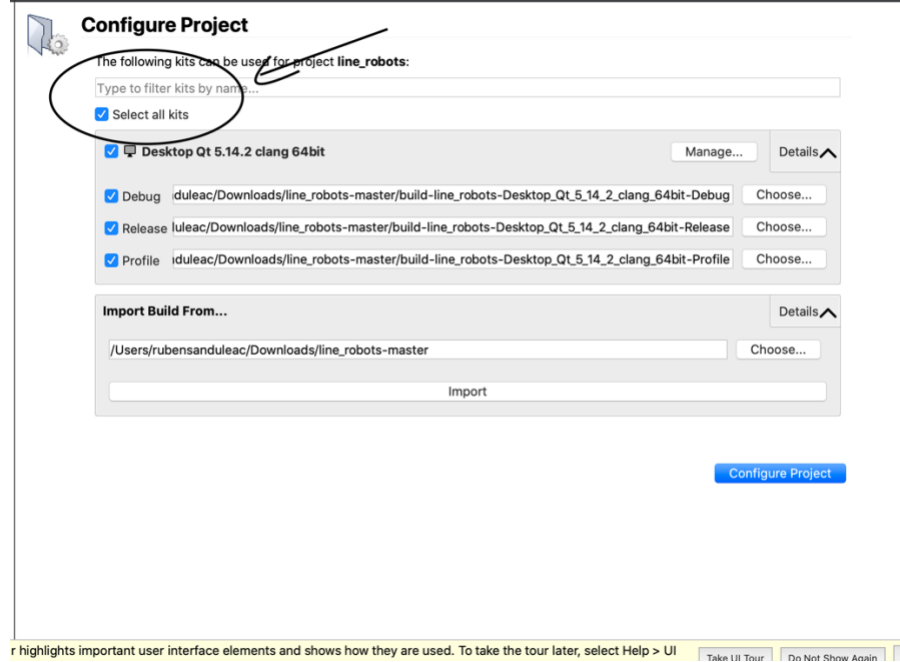 Configure Project
The following kits can be used for project line_robots:
Type to filter kits by name...
Select all kits
Desktop Qt 5.14.2 clang 64bit Manage... Details
Debug duleac/Downloads/line_robots-master/build-line_robots-Desktop_Qt_5_14_2_clang_64bit-Debug Choose...
Release luleac/Downloads/line_robots-master/build-line_robots-Desktop_Qt_5_14_2_clang_64bit-Release Choose...
Profile duleac/Downloads/line_robots-master/build-line_robots-Desktop_Qt_5_14_2_clang_64bit-Profile Choose...
Import Build From... Details
/Users/rubensanduleac/Downloads/line_robots-master Choose...
Import
Configure Project
r highlights important user interface elements and shows how they are used. To take the tour later, select Help > UI Take UI Tour Do Not Show Again